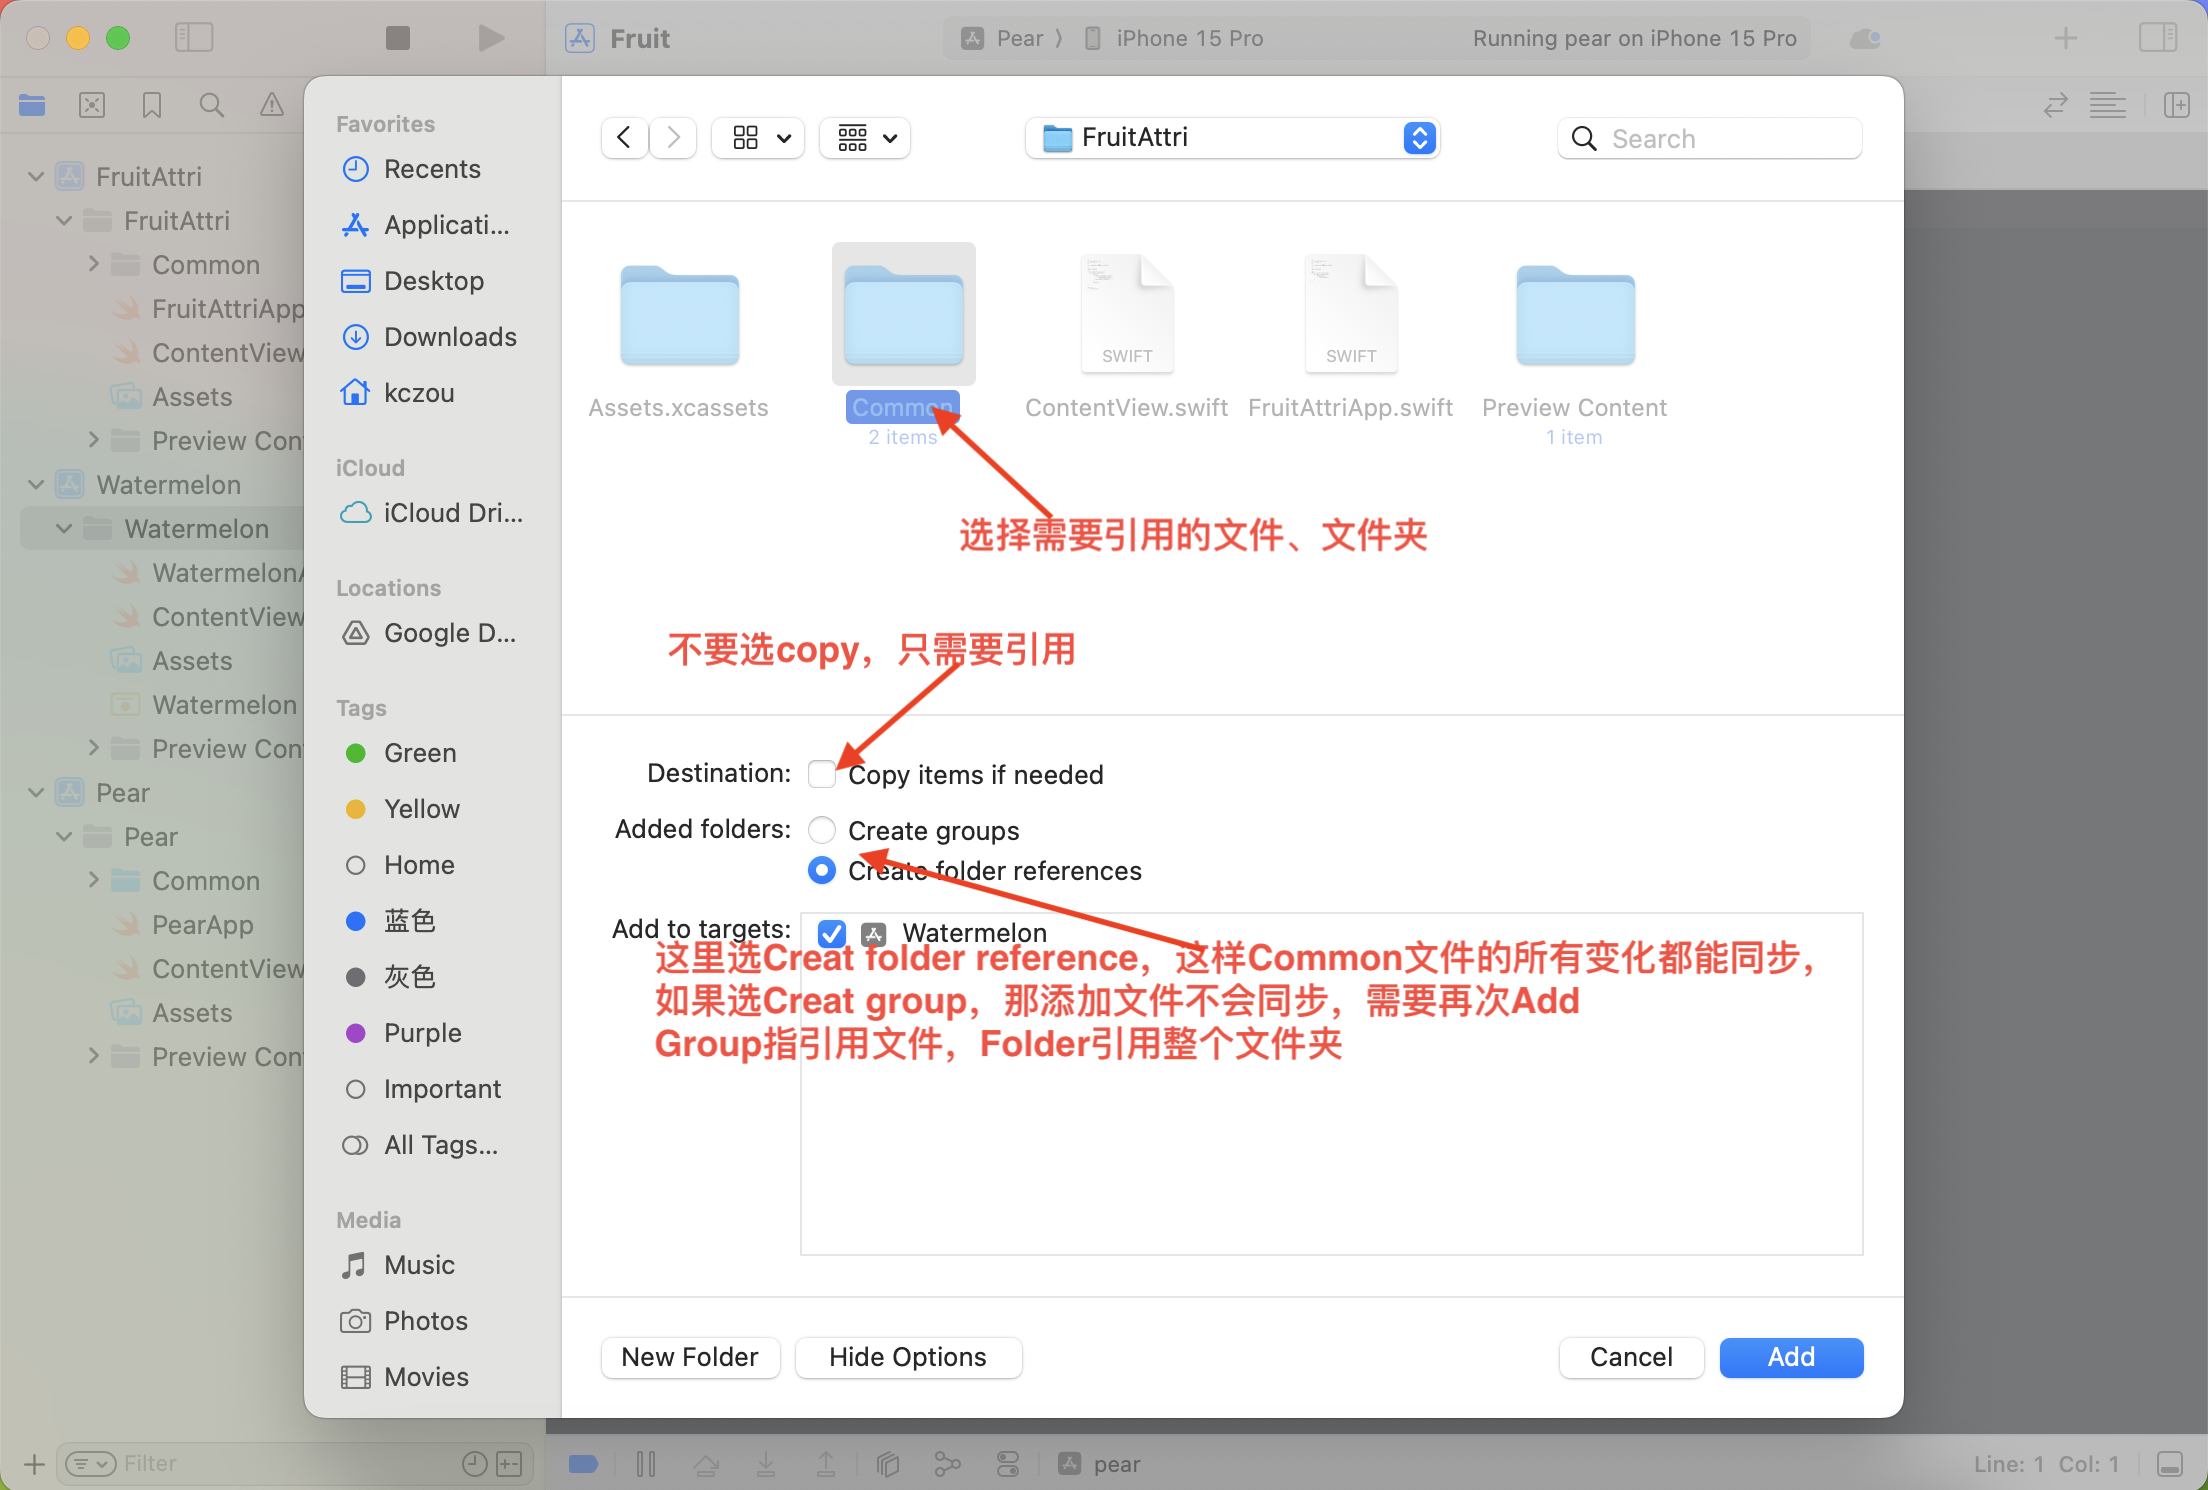 Fruit
Pear
iPhone 15 Pro
Running pear on iPhone 15 Pro
FruitAttri
FruitAttri
Common
FruitAttriApp
ContentView
Assets
Preview Con
Watermelon
Watermelon
WatermelonA
ContentView
Assets
Watermelon
Preview Con
Pear
Pear
Common
PearApp
ContentView
Assets
Preview Con
Filter
Favorites
Recents
Applicati...
Desktop
Downloads
kczou
iCloud
iCloud Dri...
Locations
Google D...
Tags
Green
Yellow
Home
蓝色
灰色
Purple
Important
All Tags...
Media
Music
Photos
Movies
FruitAttri
Search
SWIFT
SWIFT
Assets.xcassets
Common
ContentView.swift
FruitAttriApp.swift
Preview Content
2 items
1 item
选择需要引用的文件、文件夹
不要选copy，只需要引用
Destination:
Copy items if needed
Added folders:
Create groups
Create folder references
Add to targets:
Watermelon
这里选Creat folder reference，这样Common文件的所有变化都能同步，
如果选Creat group，那添加文件不会同步，需要再次Add
Group指引用文件，Folder引用整个文件夹
New Folder
Hide Options
Cancel
Add
pear
Line: 1 Col: 1